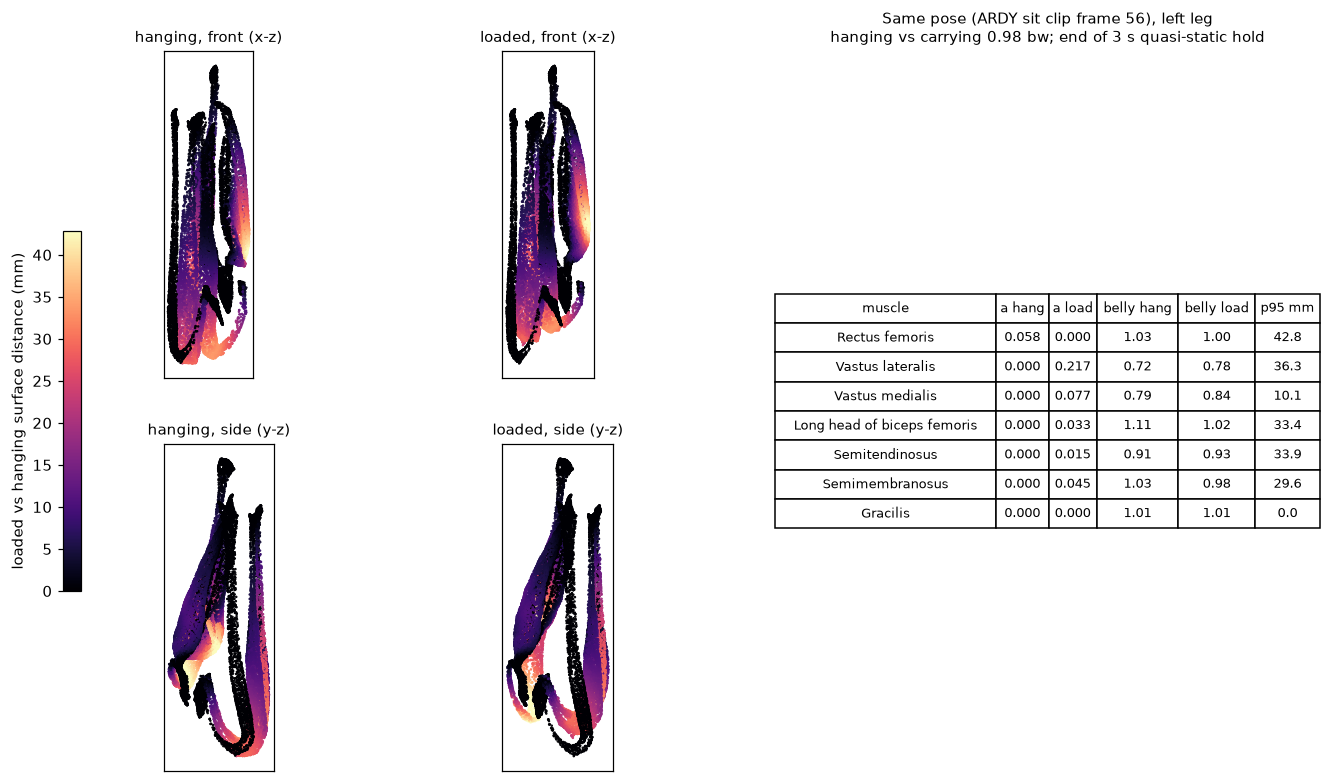 Same pose (ARDY sit clip frame 56), left leg
hanging vs carrying 0.98 bw; end of 3 s quasi-static hold
hanging, front (x-z)
loaded, front (x-z)
loaded vs hanging surface distance (mm)
40
35
30
25
20
15
10
5
0
hanging, side (y-z)
loaded, side (y-z)
muscle a hang a load belly hang belly load p95 mm
Rectus femoris 0.058 0.000 1.03 1.00 42.8
Vastus lateralis 0.000 0.217 0.72 0.78 36.3
Vastus medialis 0.000 0.077 0.79 0.84 10.1
Long head of biceps femoris 0.000 0.033 1.11 1.02 33.4
Semitendinosus 0.000 0.015 0.91 0.93 33.9
Semimembranosus 0.000 0.045 1.03 0.98 29.6
Gracilis 0.000 0.000 1.01 1.01 0.0